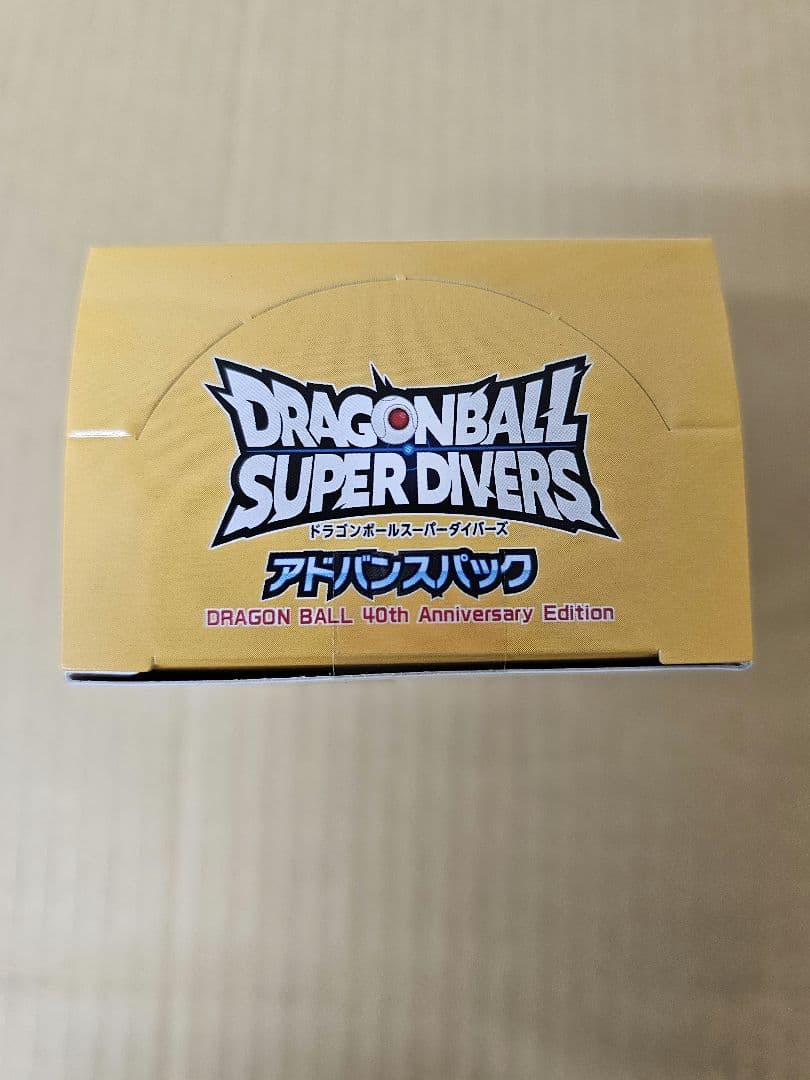 DRAGONBALL
SUPER DIVERS
ドラゴンボールスーパーダイバーズ
アドバンスパック
DRAGON BALL 40th Anniversary Edition